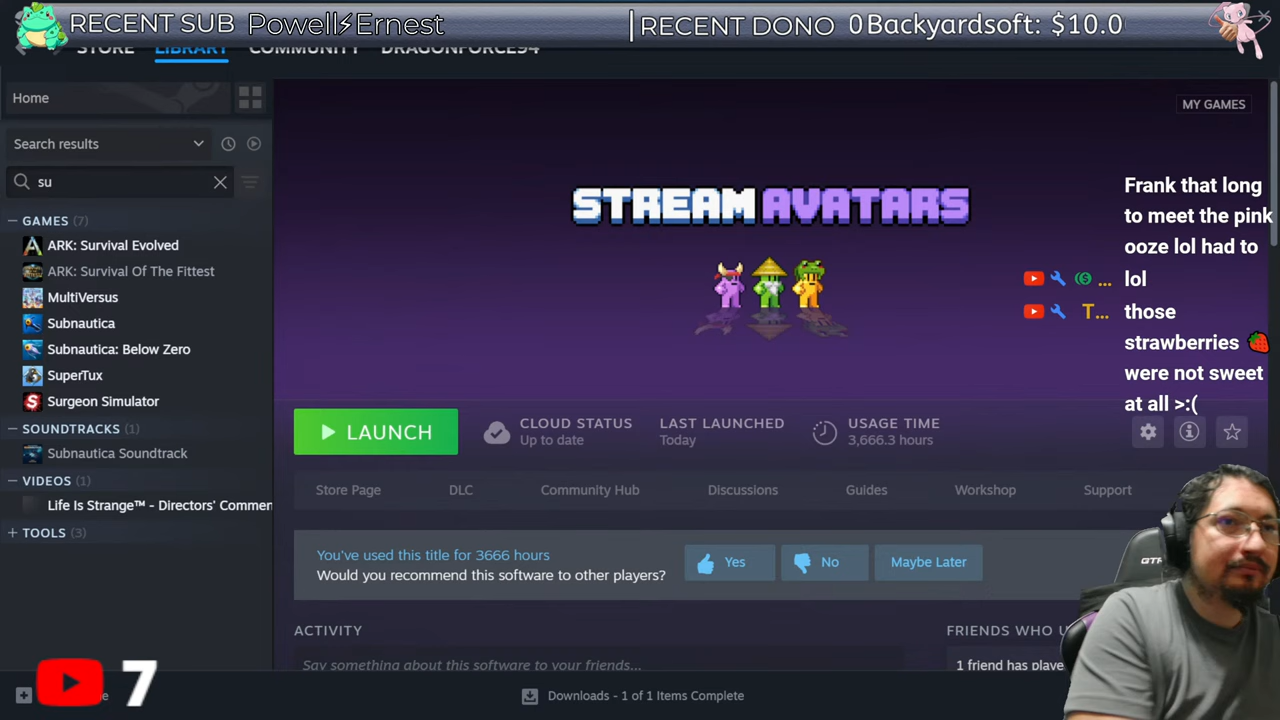 RECENT SUB Powell⚡Ernest
RECENT DONO
0Backyardsoft: $10.0
STORE
LIBRARY
COMMUNITY
DRAGONFORCE94
Home
MY GAMES
Search results
su
GAMES (7)
ARK: Survival Evolved
ARK: Survival Of The Fittest
MultiVersus
Subnautica
Subnautica: Below Zero
SuperTux
Surgeon Simulator
SOUNDTRACKS (1)
Subnautica Soundtrack
VIDEOS (1)
Life Is Strange™ - Directors' Commen
TOOLS (3)
STREAM AVATARS
Frank that long
to meet the pink
ooze lol had to
... lol
T... those
strawberries 🍓
were not sweet
at all >:(
LAUNCH
CLOUD STATUS
Up to date
LAST LAUNCHED
Today
USAGE TIME
3,666.3 hours
Store Page
DLC
Community Hub
Discussions
Guides
Workshop
Support
You've used this title for 3666 hours
Would you recommend this software to other players?
Yes
No
Maybe Later
ACTIVITY
Say something about this software to your friends...
FRIENDS WHO U
1 friend has playe
7
Downloads - 1 of 1 Items Complete
GTR